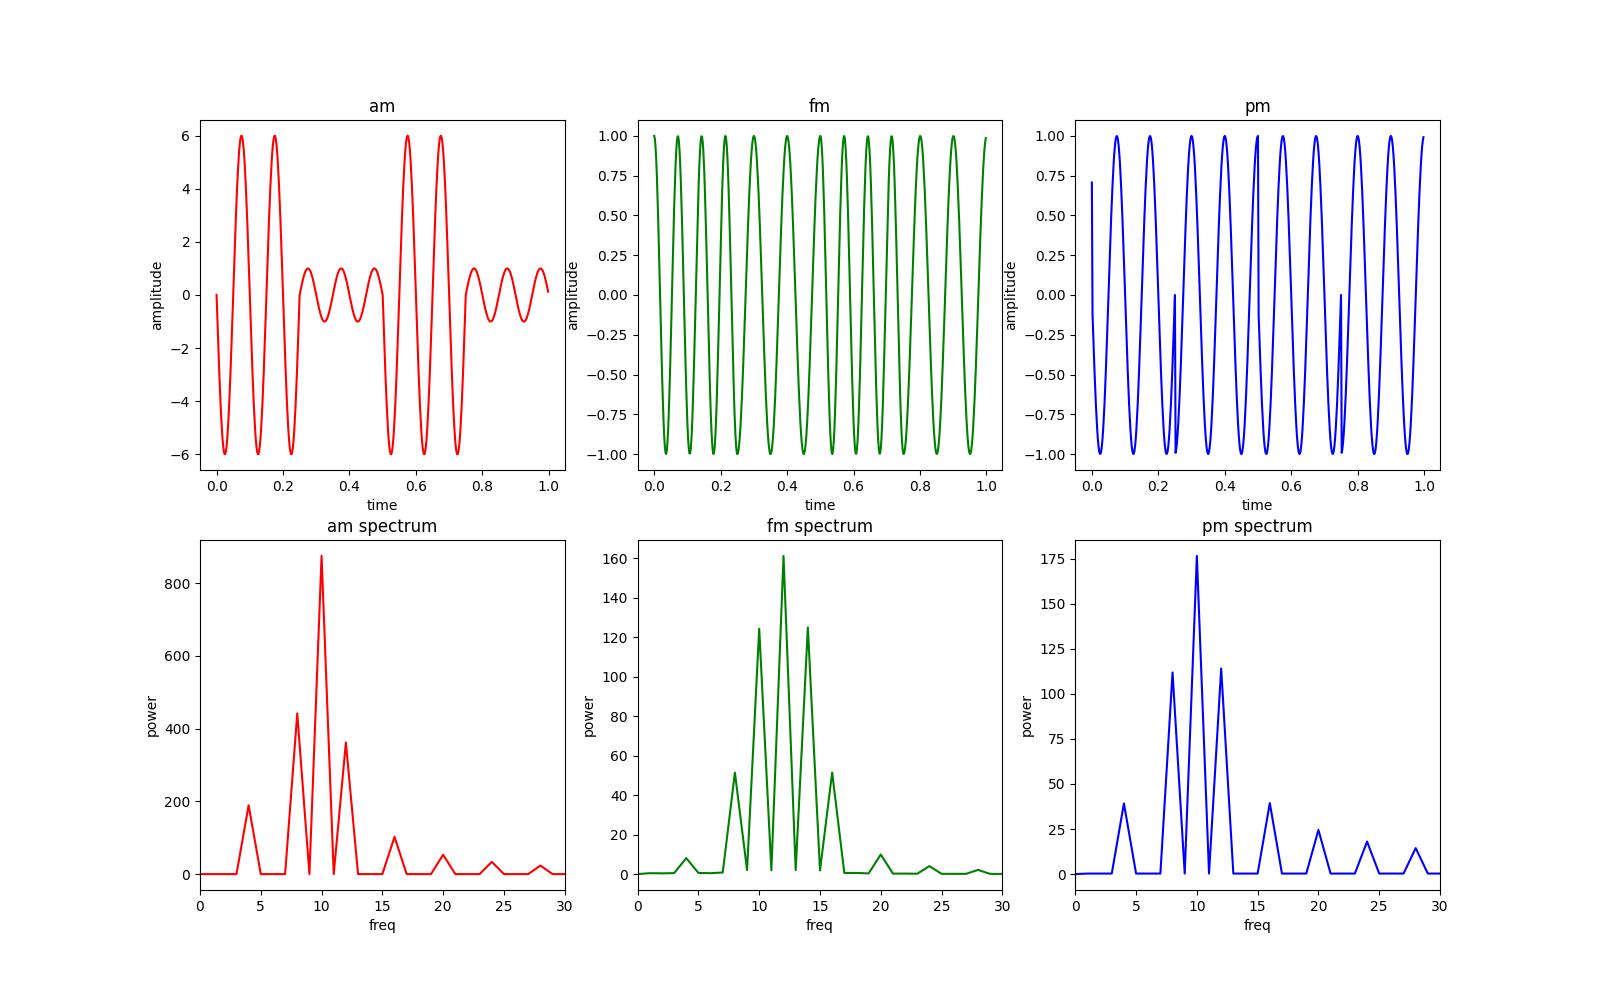 am
6
4
2
0
−2
−4
−6
amplitude
0.0 0.2 0.4 0.6 0.8 1.0
time
fm
1.00
0.75
0.50
0.25
0.00
−0.25
−0.50
−0.75
−1.00
amplitude
0.0 0.2 0.4 0.6 0.8 1.0
time
pm
1.00
0.75
0.50
0.25
0.00
−0.25
−0.50
−0.75
−1.00
amplitude
0.0 0.2 0.4 0.6 0.8 1.0
time
am spectrum
800
600
400
200
0
power
0 5 10 15 20 25 30
freq
fm spectrum
160
140
120
100
80
60
40
20
0
power
0 5 10 15 20 25 30
freq
pm spectrum
175
150
125
100
75
50
25
0
power
0 5 10 15 20 25 30
freq